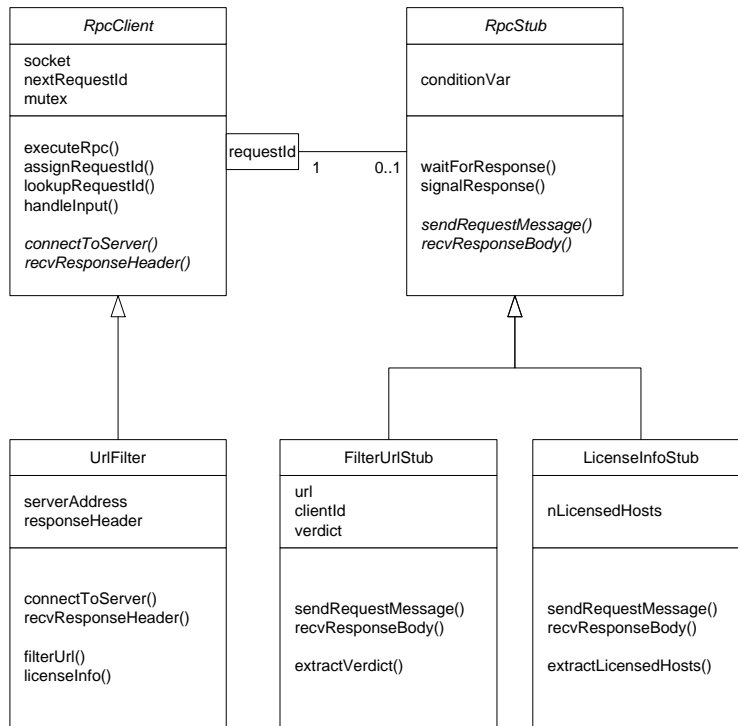 RpcClient
socket
nextRequestId
mutex
executeRpc()
assignRequestId()
lookupRequestId()
handleInput()
connectToServer()
recvResponseHeader()
requestId
1
0..1
RpcStub
conditionVar
waitForResponse()
signalResponse()
sendRequestMessage()
recvResponseBody()
UrlFilter
serverAddress
responseHeader
connectToServer()
recvResponseHeader()
filterUrl()
licenseInfo()
FilterUrlStub
url
clientId
verdict
sendRequestMessage()
recvResponseBody()
extractVerdict()
LicenseInfoStub
nLicensedHosts
sendRequestMessage()
recvResponseBody()
extractLicensedHosts()